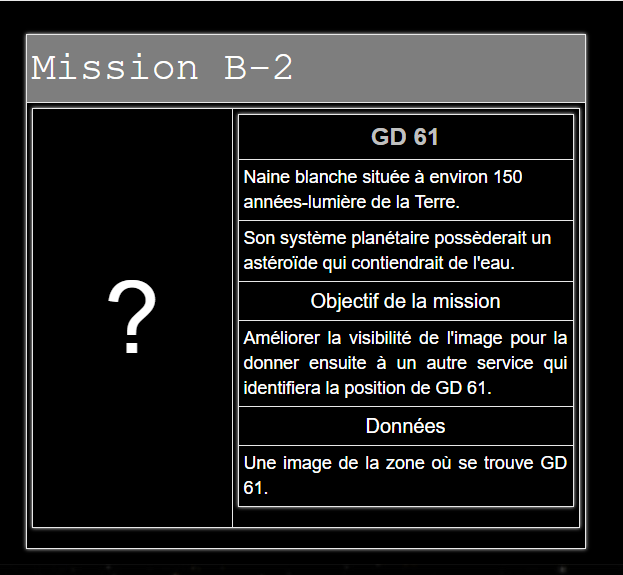 Mission B-2
?
GD 61
Naine blanche située à environ 150
années-lumière de la Terre.
Son système planétaire possèderait un
astéroïde qui contiendrait de l'eau.
Objectif de la mission
Améliorer la visibilité de l'image pour la
donner ensuite à un autre service qui
identifiera la position de GD 61.
Données
Une image de la zone où se trouve GD
61.